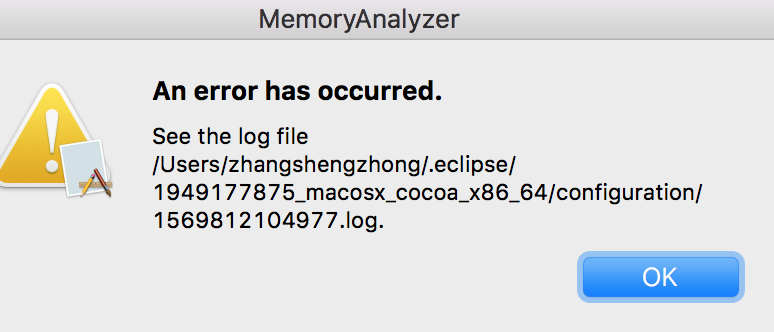 MemoryAnalyzer
An error has occurred.
See the log file
/Users/zhangshengzhong/.eclipse/
1949177875_macosx_cocoa_x86_64/configuration/
1569812104977.log.
OK